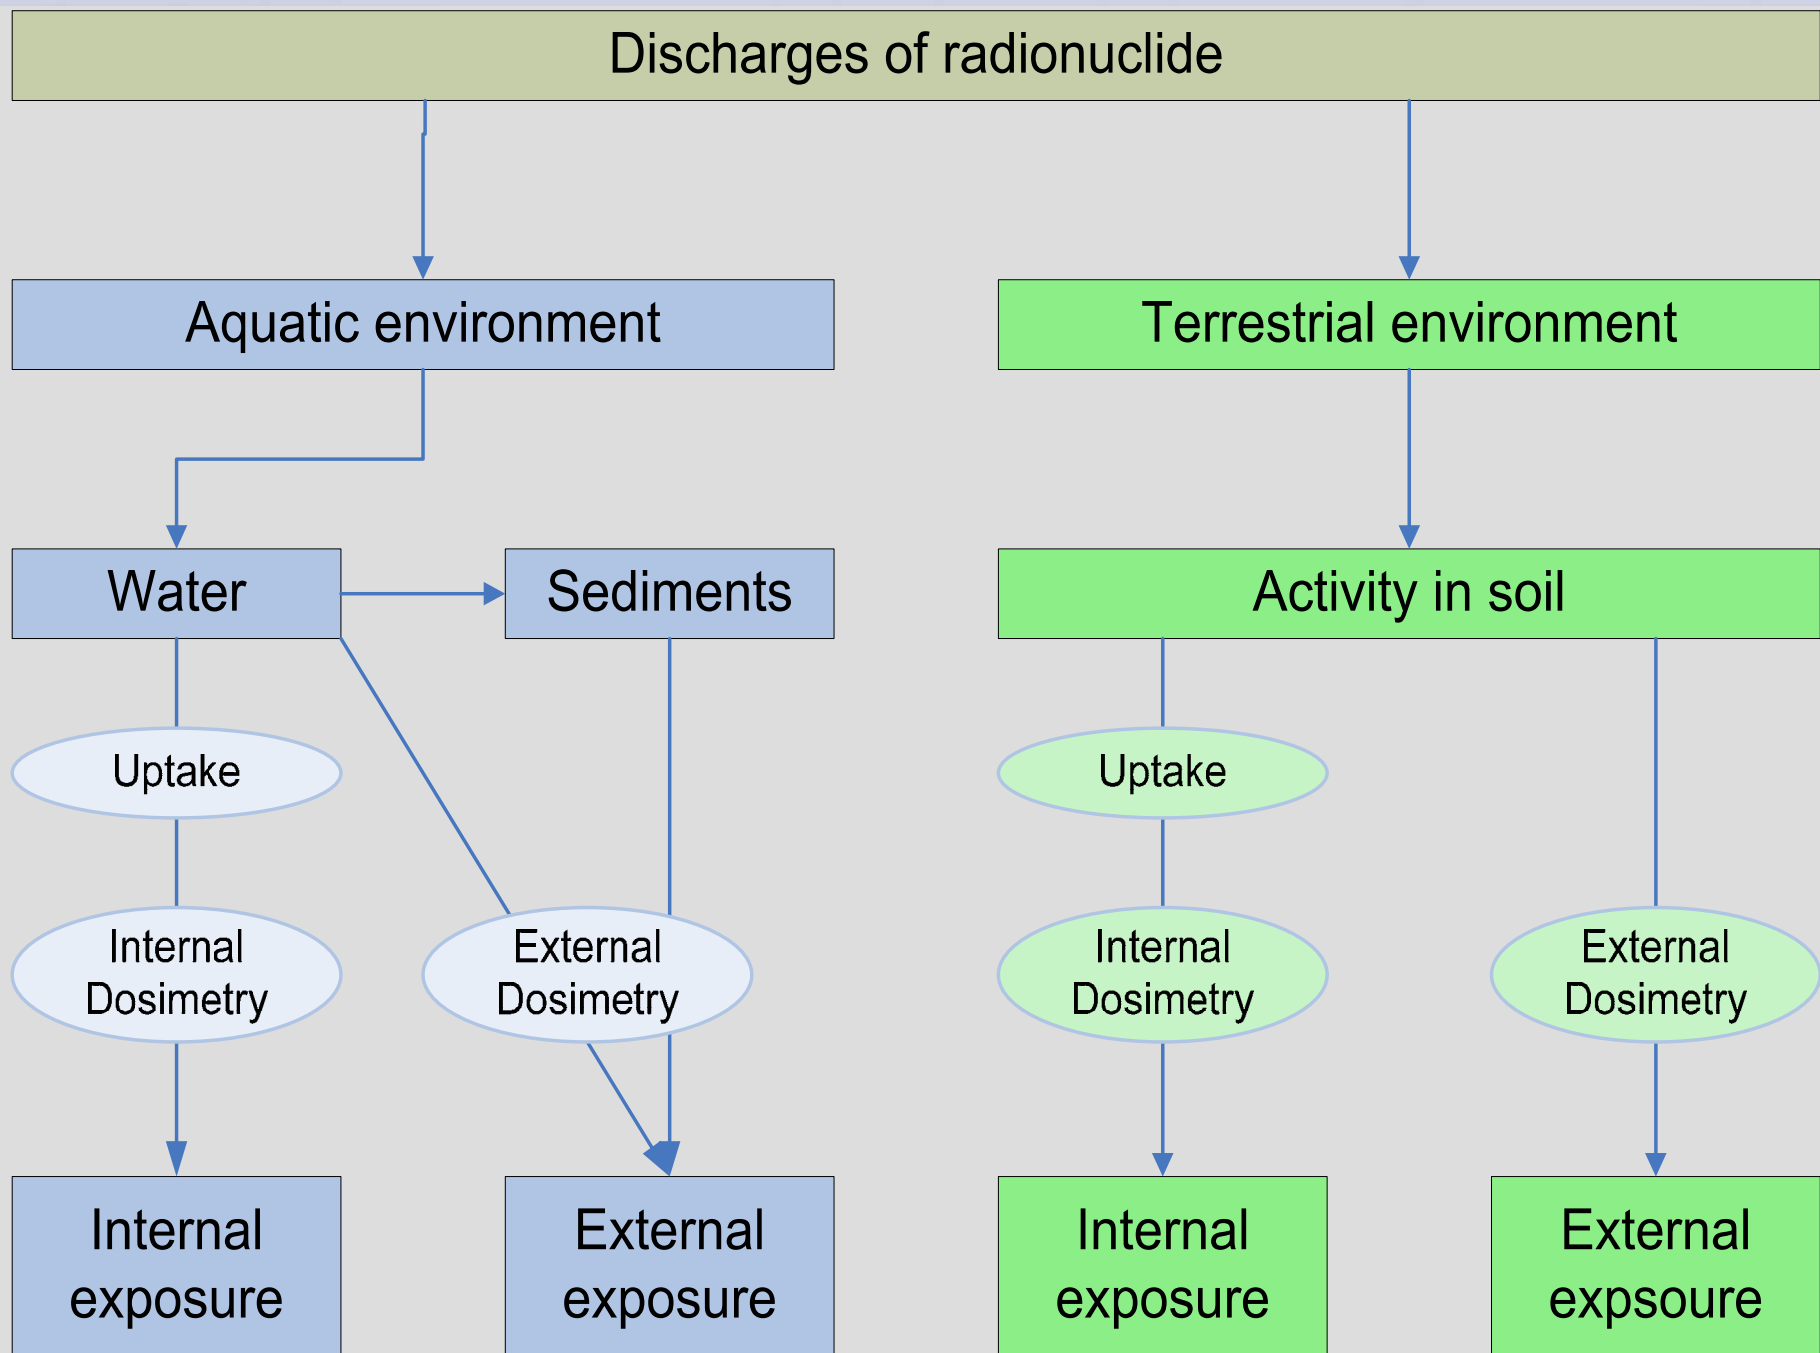 Discharges of radionuclide
Aquatic environment
Terrestrial environment
Water
Sediments
Activity in soil
Uptake
Uptake
Internal
Dosimetry
External
Dosimetry
Internal
Dosimetry
External
Dosimetry
Internal
exposure
External
exposure
Internal
exposure
External
expsoure